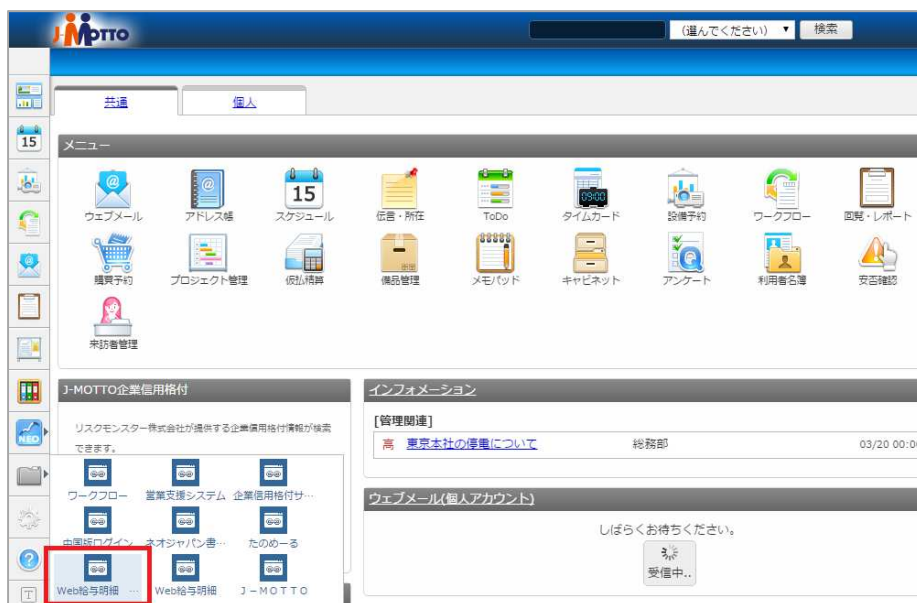 J-MOTTO
(選んでください) ▼ 検索
共通 個人
15
メニュー
15
09:00
ウェブメール アドレス帳 スケジュール 伝言・所在 ToDo タイムカード 設備予約 ワークフロー 回覧・レポート
購買予約 プロジェクト管理 仮払精算 備品管理 メモパッド キャビネット アンケート 利用者名簿 安否確認
来訪者管理
J-MOTTO企業信用格付
リスクモンスター株式会社が提供する企業信用格付情報が検索
できます。
NEO
ワークフロー 営業支援システム 企業信用格付サ…
中国版ログイン ネオジャパン書… たのめーる
Web給与明細 … Web給与明細 J－MOTTO
インフォメーション
[管理関連]
高 東京本社の停電について 総務部 03/20 00:0
ウェブメール(個人アカウント)
しばらくお待ちください。
受信中..
?
T